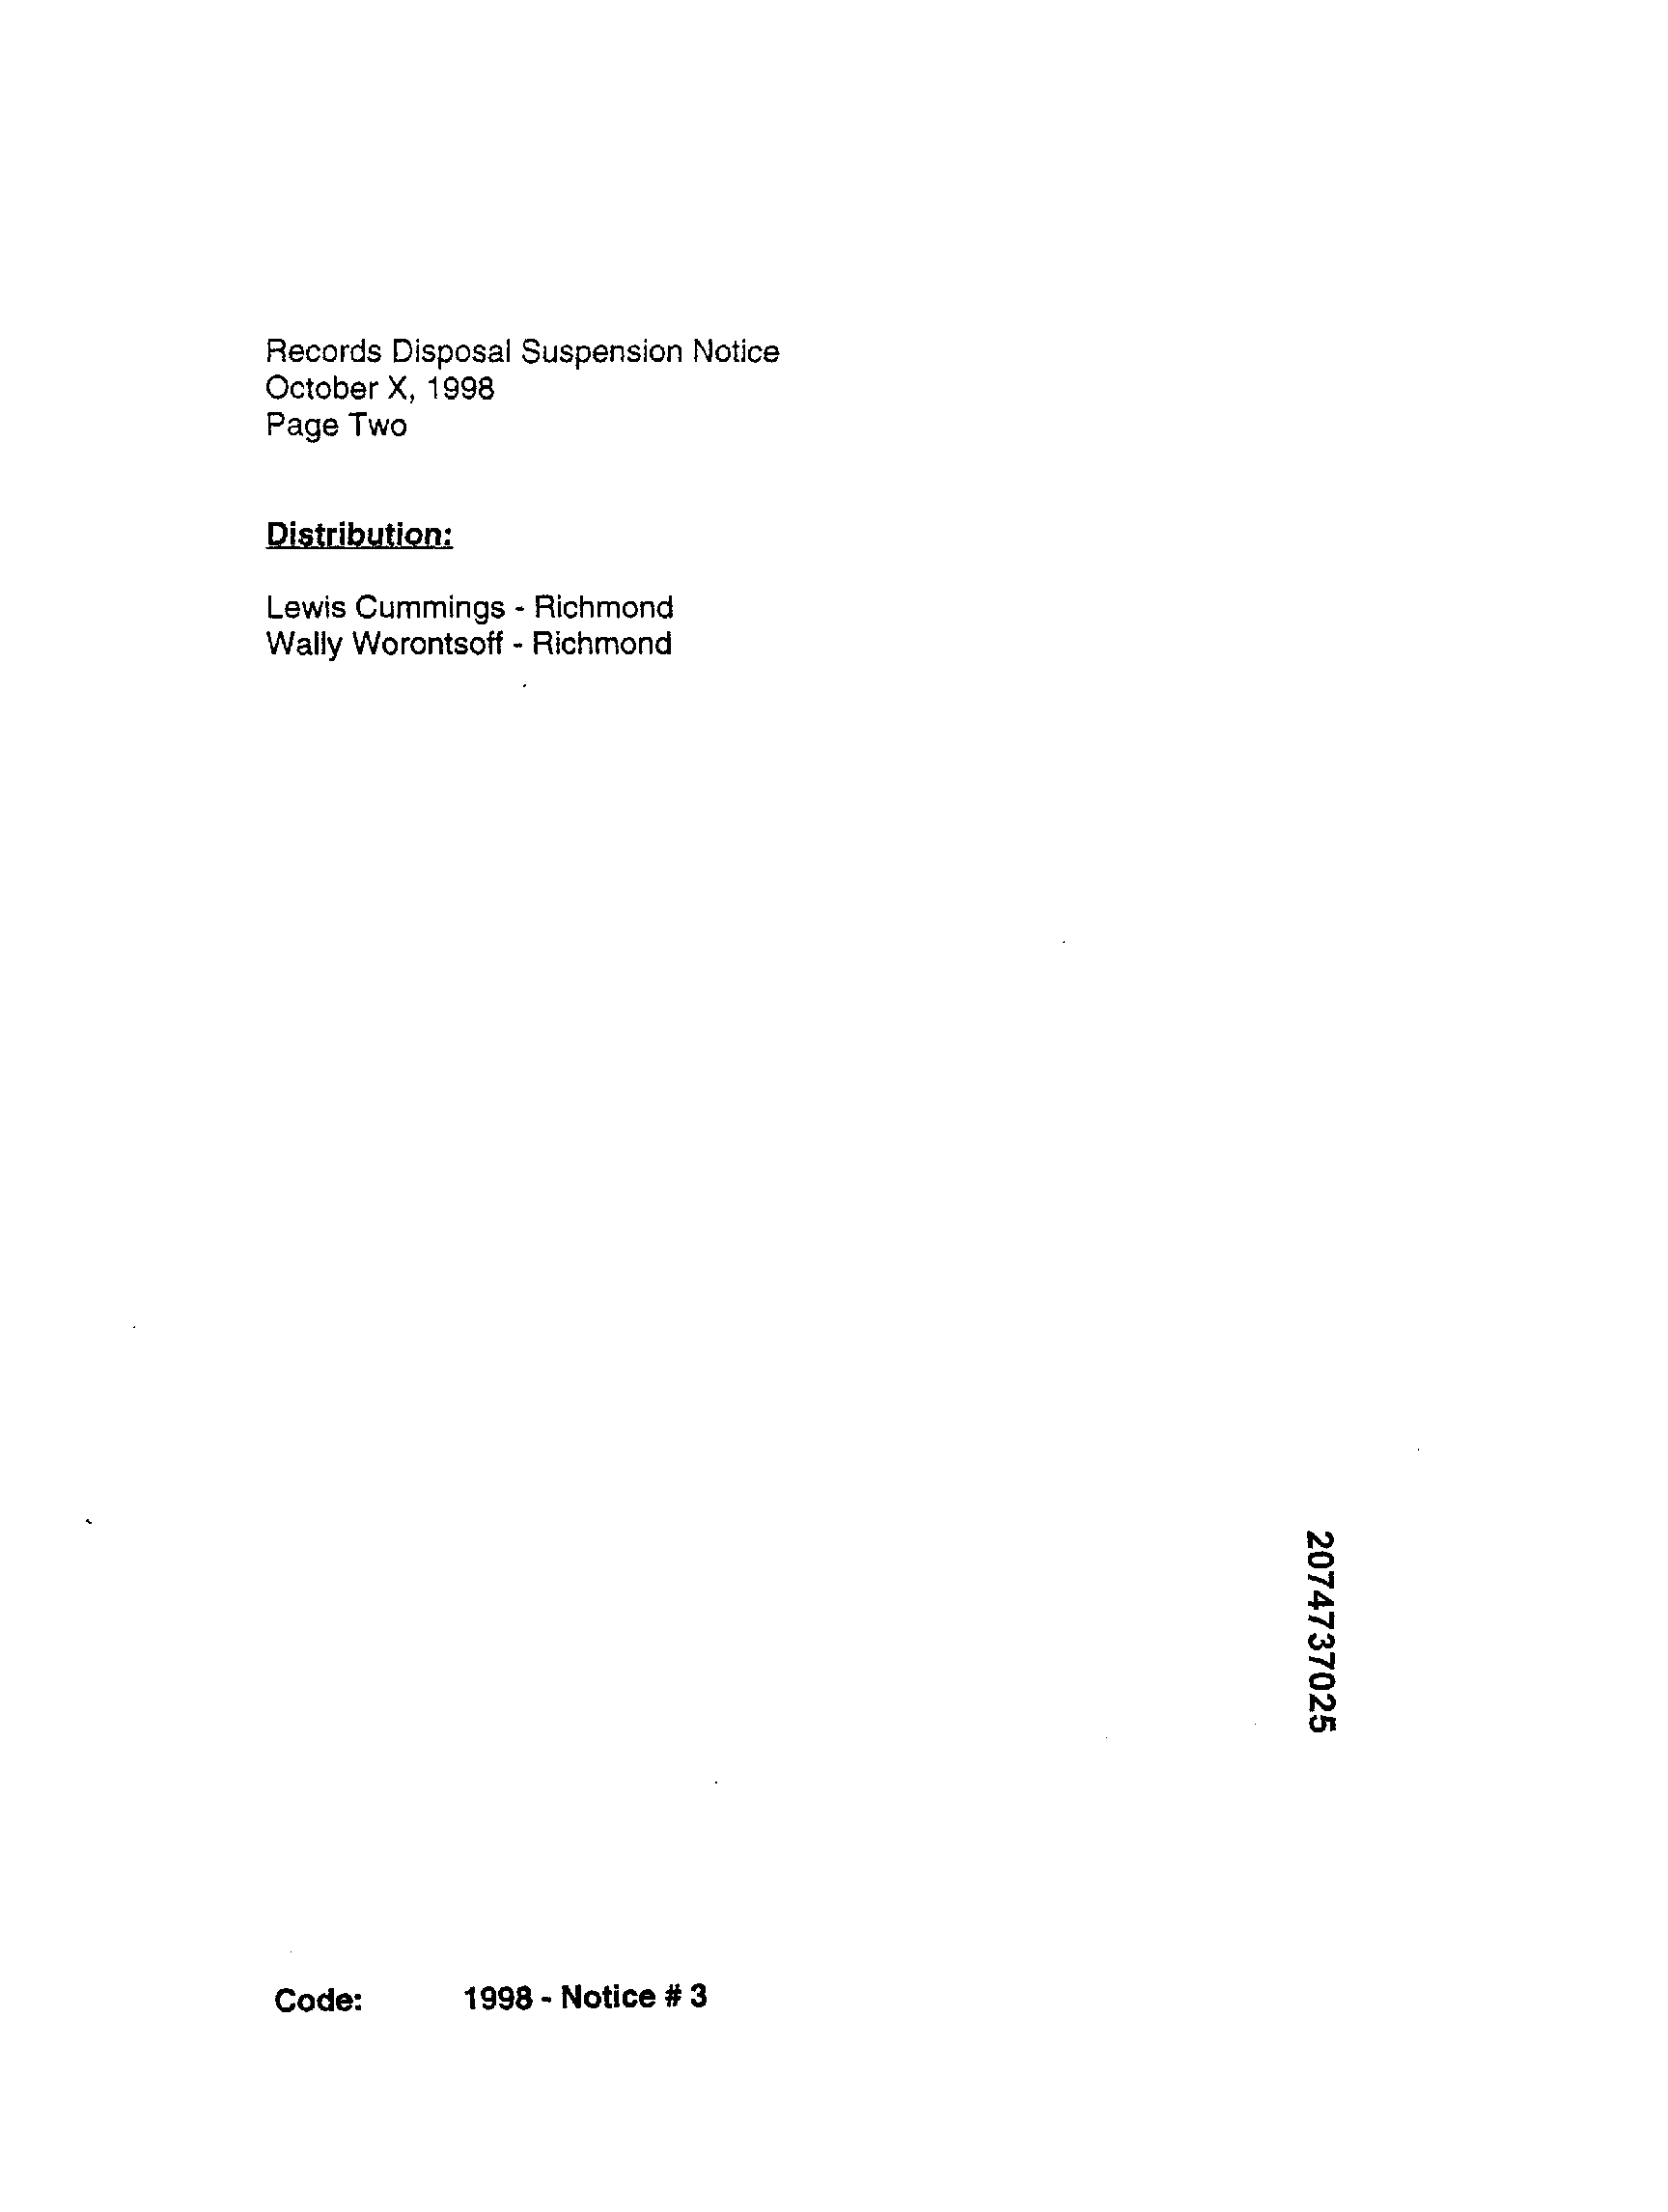 Records Disposal Suspension Notice
October X, 1998
Page Two
Distribution:
Lewis Cummings - Richmond
Wally Worontsoff - Richmond
2074737025
Code: 1998 - Notice # 3